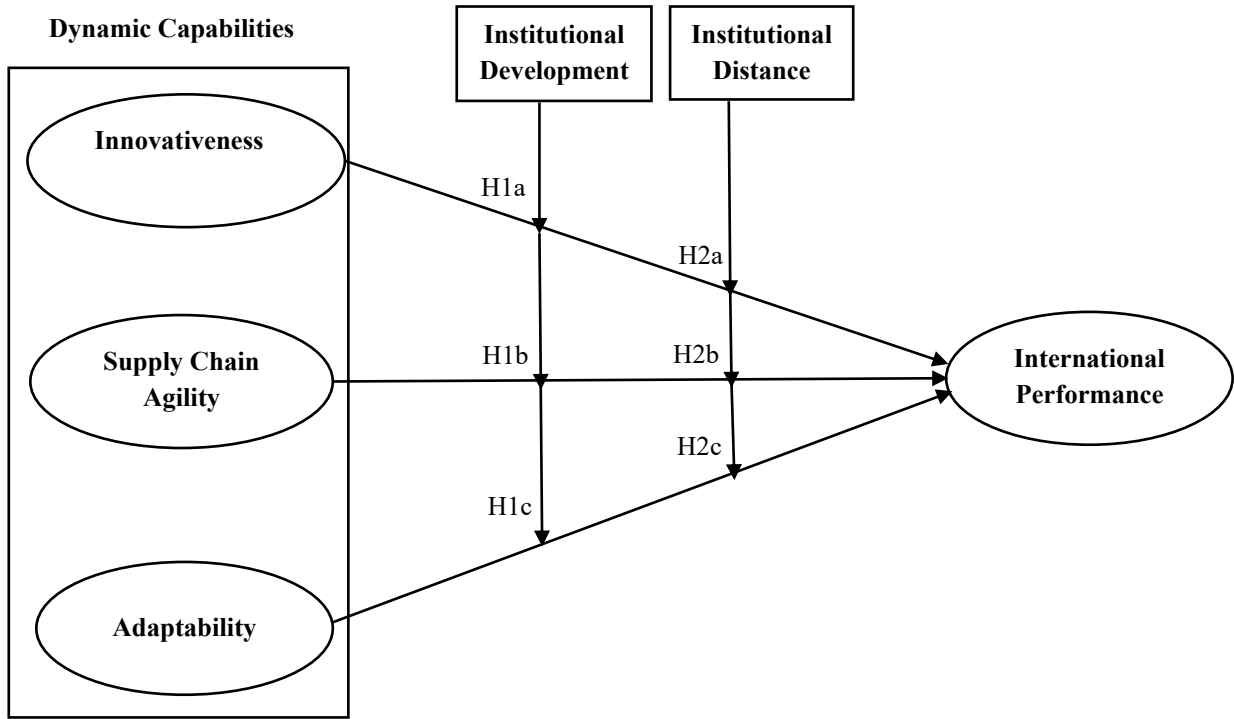 Dynamic Capabilities
Institutional
Development
Institutional
Distance
Innovativeness
H1a
H2a
Supply Chain
Agility
H1b
H2b
International
Performance
H2c
H1c
Adaptability